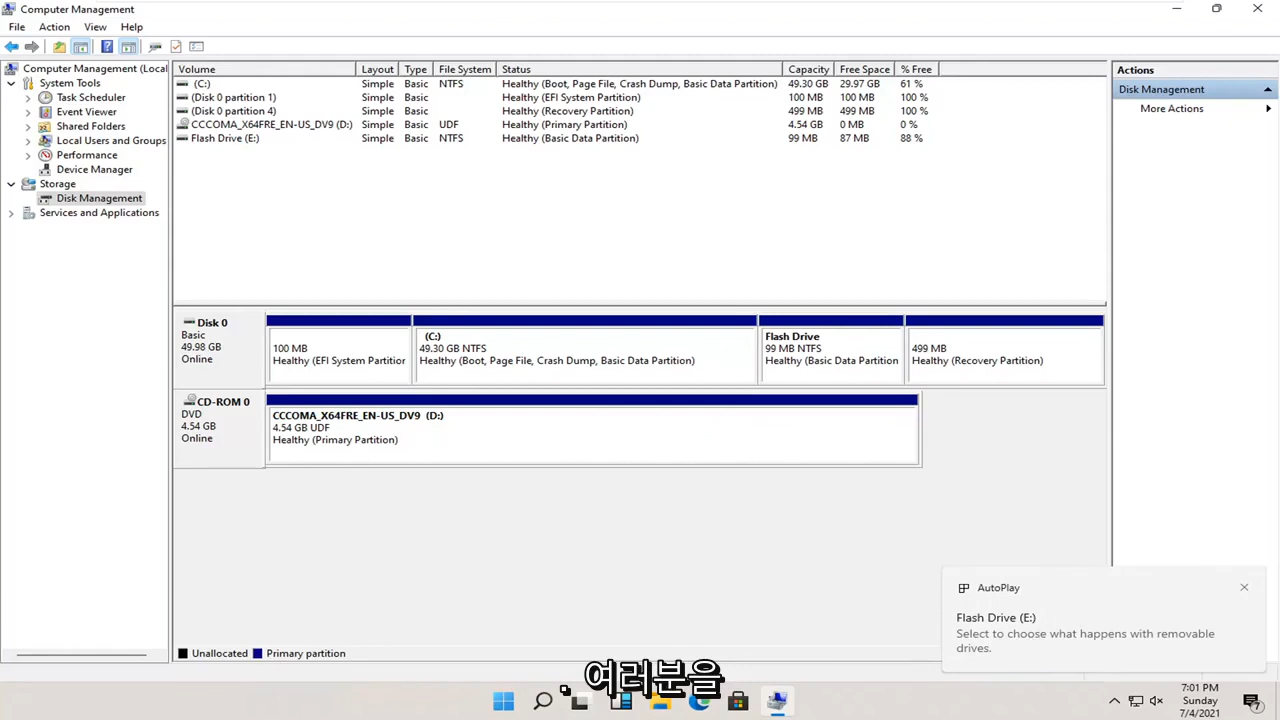 Computer Management
File Action View Help
Computer Management (Local
System Tools
Task Scheduler
Event Viewer
Shared Folders
Local Users and Groups
Performance
Device Manager
Storage
Disk Management
Services and Applications
Volume Layout Type File System Status Capacity Free Space % Free
(C:) Simple Basic NTFS Healthy (Boot, Page File, Crash Dump, Basic Data Partition) 49.30 GB 29.97 GB 61 %
(Disk 0 partition 1) Simple Basic Healthy (EFI System Partition) 100 MB 100 MB 100 %
(Disk 0 partition 4) Simple Basic Healthy (Recovery Partition) 499 MB 499 MB 100 %
CCCOMA_X64FRE_EN-US_DV9 (D:) Simple Basic UDF Healthy (Primary Partition) 4.54 GB 0 MB 0 %
Flash Drive (E:) Simple Basic NTFS Healthy (Basic Data Partition) 99 MB 87 MB 88 %
Disk 0
Basic
49.98 GB
Online
100 MB
Healthy (EFI System Partitior
(C:)
49.30 GB NTFS
Healthy (Boot, Page File, Crash Dump, Basic Data Partition)
Flash Drive
99 MB NTFS
Healthy (Basic Data Partition
499 MB
Healthy (Recovery Partition)
CD-ROM 0
DVD
4.54 GB
Online
CCCOMA_X64FRE_EN-US_DV9 (D:)
4.54 GB UDF
Healthy (Primary Partition)
Unallocated Primary partition
Actions
Disk Management
More Actions
AutoPlay
Flash Drive (E:)
Select to choose what happens with removable
drives.
여러분을
7:01 PM
Sunday
7/4/2021
7